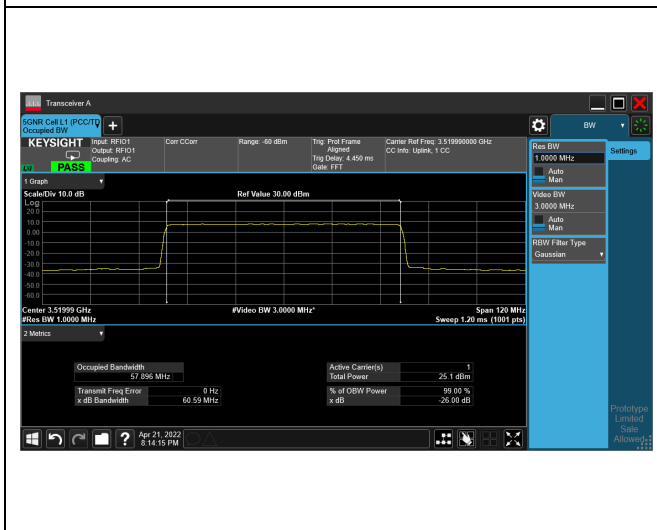 Transceiver A
5GNR Cell L1 (PCC/TD
Occupied BW
BW
KEYSIGHT
LVI
PASS
Input: RFIO1
Output: RFIO1
Coupling: AC
Corr CCorr
Range: -60 dBm
Trig: Prot Frame
Aligned
Trig Delay: 4.450 ms
Gate: FFT
Carrier Ref Freq: 3.519990000 GHz
CC Info: Uplink, 1 CC
Res BW
1.0000 MHz
Auto
Man
Video BW
3.0000 MHz
Auto
Man
RBW Filter Type
Gaussian
Settings
1 Graph
Scale/Div 10.0 dB
Ref Value 30.00 dBm
Log
20.0
10.0
0.00
-10.0
-20.0
-30.0
-40.0
-50.0
-60.0
Center 3.51999 GHz
#Video BW 3.0000 MHz*
Span 120 MHz
#Res BW 1.0000 MHz
Sweep 1.20 ms (1001 pts)
2 Metrics
Occupied Bandwidth
57.896 MHz
Active Carrier(s) 1
Total Power 25.1 dBm
Transmit Freq Error 0 Hz
x dB Bandwidth 60.59 MHz
% of OBW Power 99.00 %
x dB -26.00 dB
Prototype
Limited
Sale
Allowed
Apr 21, 2022
8:14:15 PM